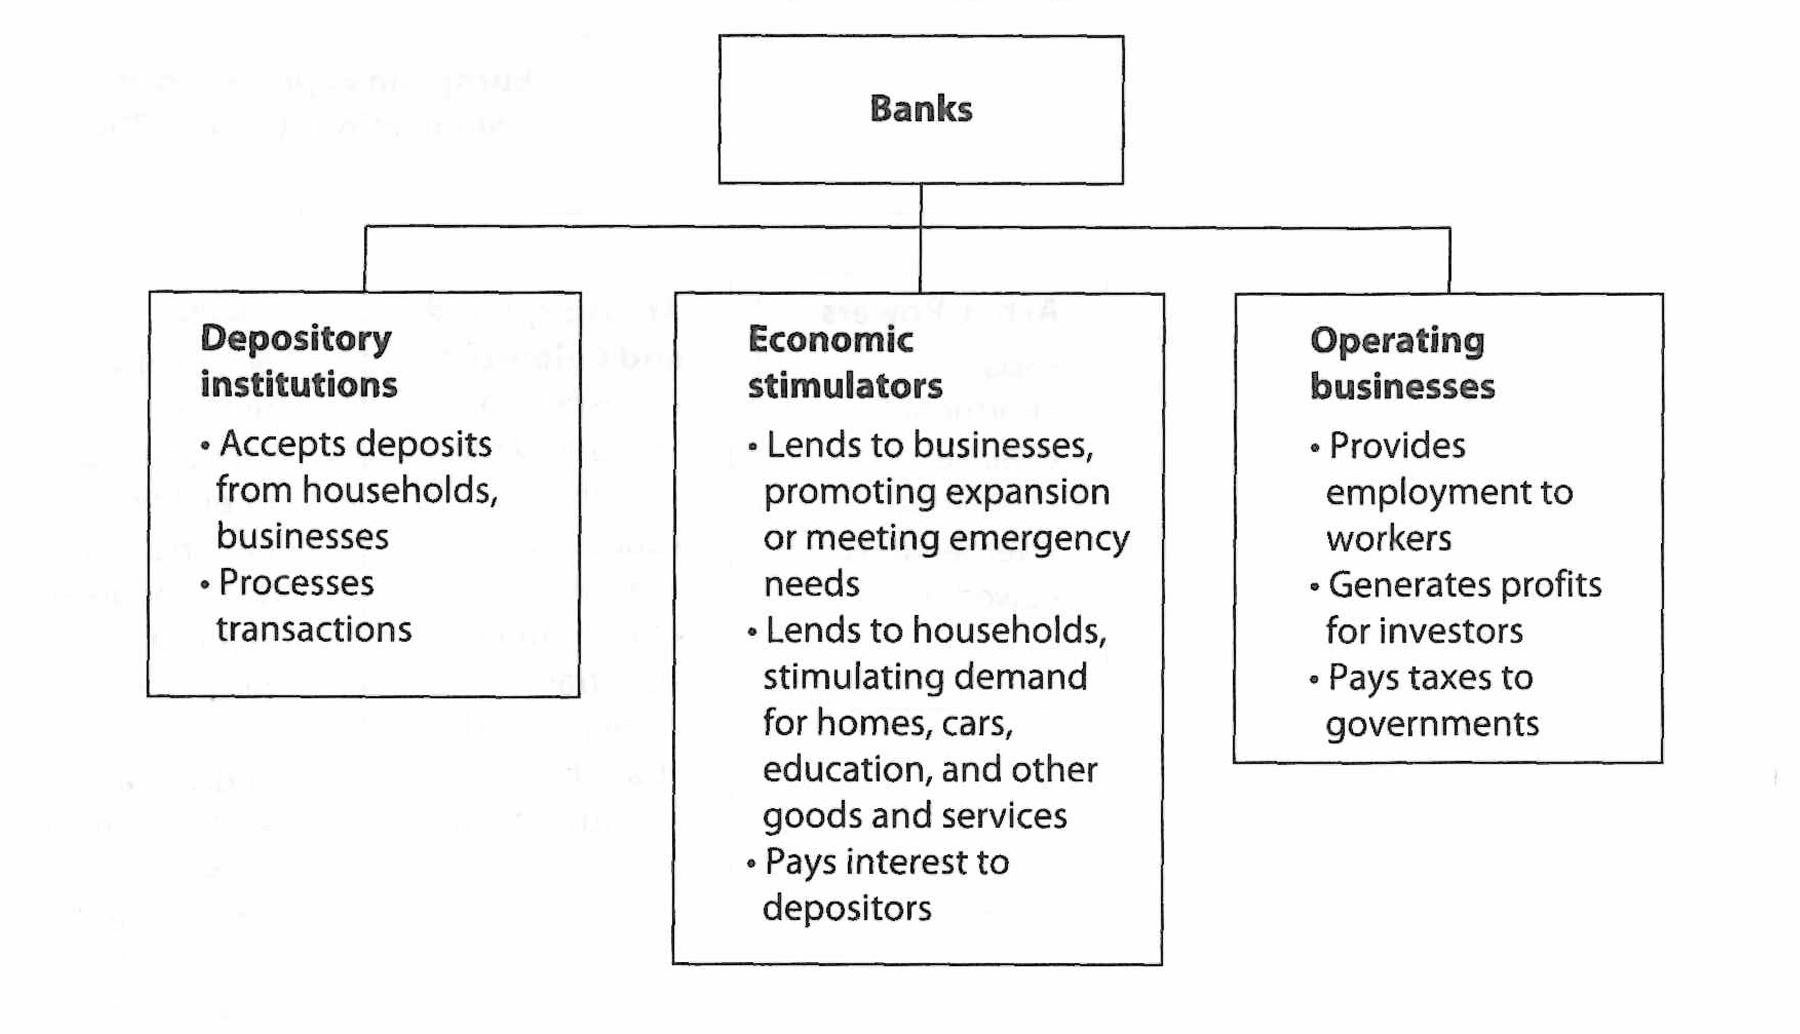 Banks
Depository
institutions
• Accepts deposits
from households,
businesses
• Processes
transactions
Economic
stimulators
• Lends to businesses,
promoting expansion
or meeting emergency
needs
• Lends to households,
stimulating demand
for homes, cars,
education, and other
goods and services
• Pays interest to
depositors
Operating
businesses
• Provides
employment to
workers
• Generates profits
for investors
• Pays taxes to
governments